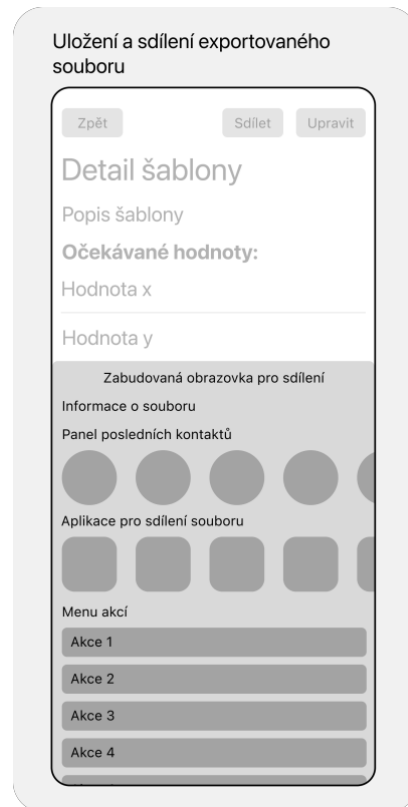 Uložení a sdílení exportovaného
souboru
Zpět Sdílet Upravit
Detail šablony
Popis šablony
Očekávané hodnoty:
Hodnota x
Hodnota y
Zabudovaná obrazovka pro sdílení
Informace o souboru
Panel posledních kontaktů
Aplikace pro sdílení souboru
Menu akcí
Akce 1
Akce 2
Akce 3
Akce 4